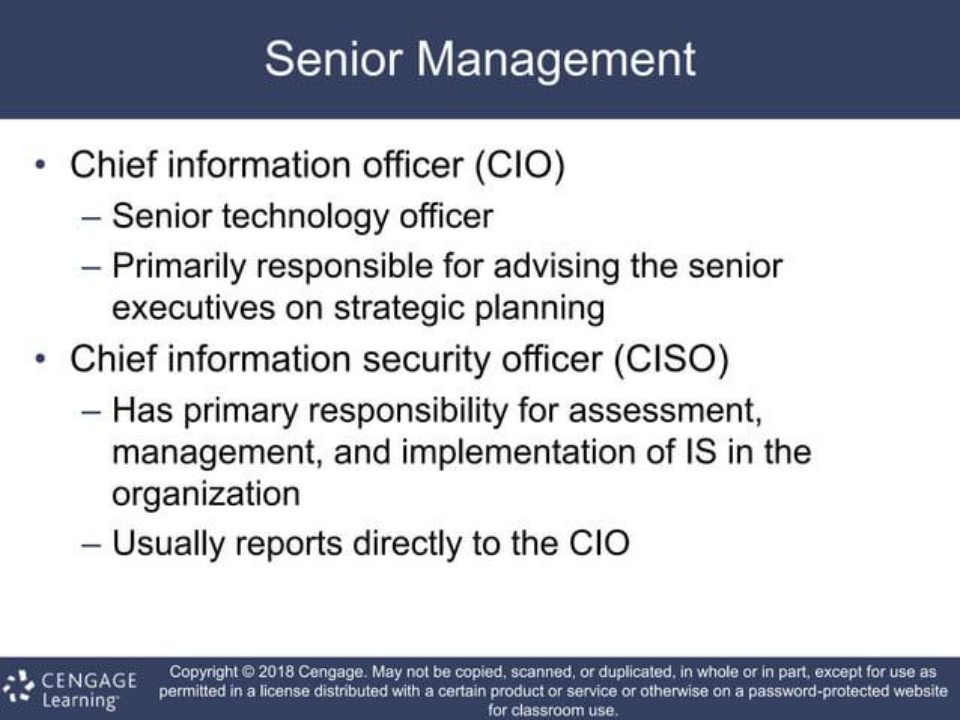 Senior Management
• Chief information officer (CIO)
– Senior technology officer
– Primarily responsible for advising the senior
executives on strategic planning
• Chief information security officer (CISO)
– Has primary responsibility for assessment,
management, and implementation of IS in the
organization
– Usually reports directly to the CIO
CENGAGE
Learning™
Copyright © 2018 Cengage. May not be copied, scanned, or duplicated, in whole or in part, except for use as
permitted in a license distributed with a certain product or service or otherwise on a password-protected website
for classroom use.